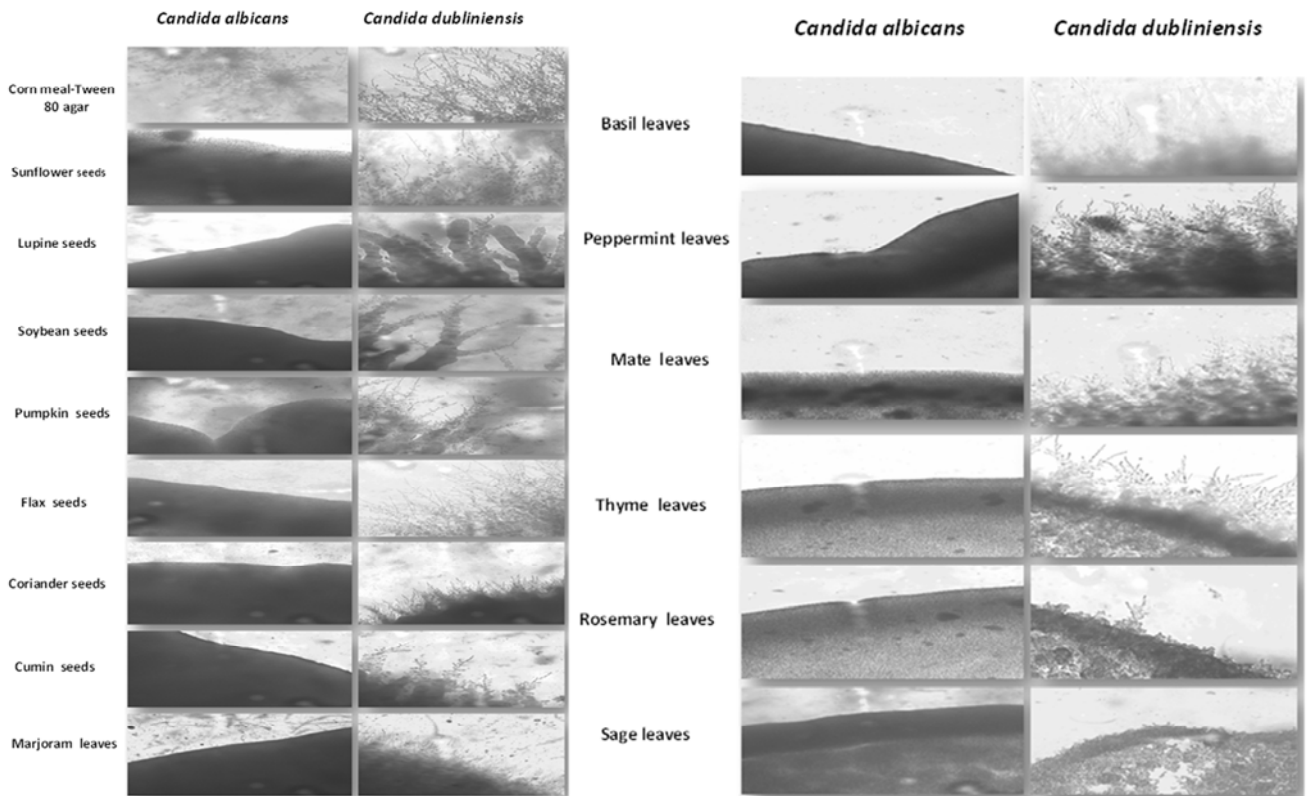 Candida albicans
Candida dubliniensis
Corn meal-Tween
80 agar
Sunflower seeds
Lupine seeds
Soybean seeds
Pumpkin seeds
Flax seeds
Coriander seeds
Cumin seeds
Marjoram leaves
Candida albicans
Candida dubliniensis
Basil leaves
Peppermint leaves
Mate leaves
Thyme leaves
Rosemary leaves
Sage leaves